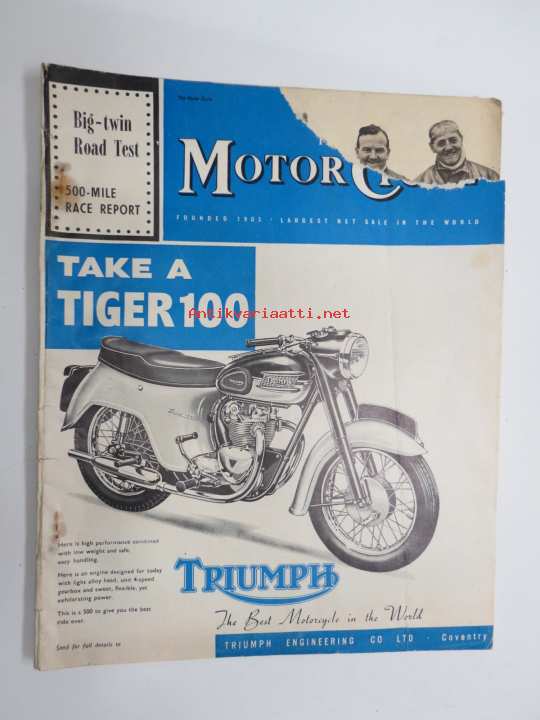 Big-twin
Road Test
500-MILE
RACE REPORT
MOTOR CYCLE
FOUNDED 1903 · LARGEST NET SALE IN THE WORLD
TAKE A
TIGER 100
Antikvariaatti.net
TRIUMPH
Here is high performance combined
with low weight and safe,
easy handling.
Here is an engine designed for today
with light alloy head, unit 4-speed
gearbox and sweet, flexible, yet
exhilarating power.
This is a 500 to give you the best
ride ever.
Send for full details to
TRIUMPH
The Best Motorcycle in the World
TRIUMPH ENGINEERING CO LTD · Coventry